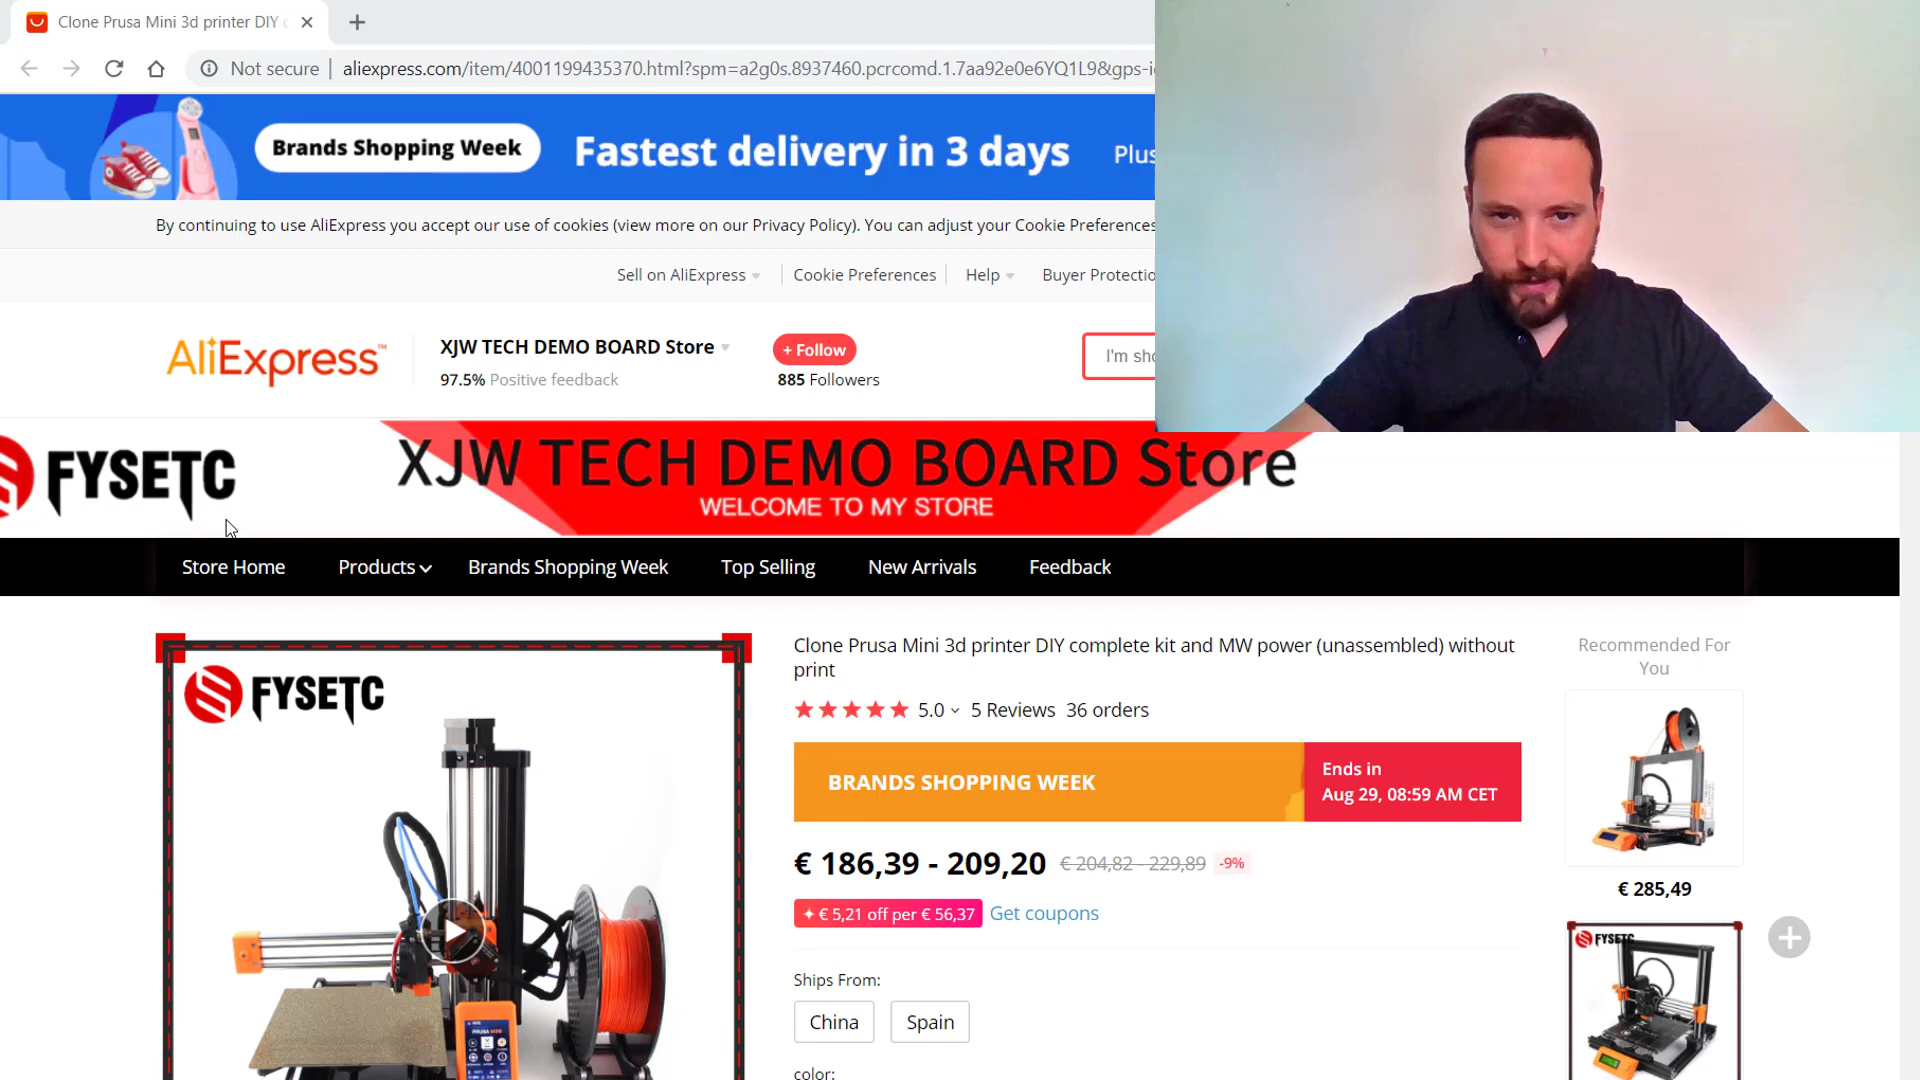 Clone Prusa Mini 3d printer DIY
Not secure | aliexpress.com/item/4001199435370.html?spm=a2g0s.8937460.pcrcomd.1.7aa92e0e6YQ1L9&gps-i
Brands Shopping Week Fastest delivery in 3 days Plus
By continuing to use AliExpress you accept our use of cookies (view more on our Privacy Policy). You can adjust your Cookie Preferences
Sell on AliExpress Cookie Preferences Help Buyer Protectio
AliExpress™ XJW TECH DEMO BOARD Store + Follow I'm sho
97.5% Positive feedback 885 Followers
FYSETC XJW TECH DEMO BOARD Store
WELCOME TO MY STORE
Store Home Products Brands Shopping Week Top Selling New Arrivals Feedback
FYSETC
PRUSA MINI
Clone Prusa Mini 3d printer DIY complete kit and MW power (unassembled) without
print
5.0 5 Reviews 36 orders
BRANDS SHOPPING WEEK
Ends in
Aug 29, 08:59 AM CET
€ 186,39 - 209,20 € 204,82 - 229,89 -9%
€ 5,21 off per € 56,37 Get coupons
Ships From:
China Spain
color:
Recommended For
You
€ 285,49
FYSETC